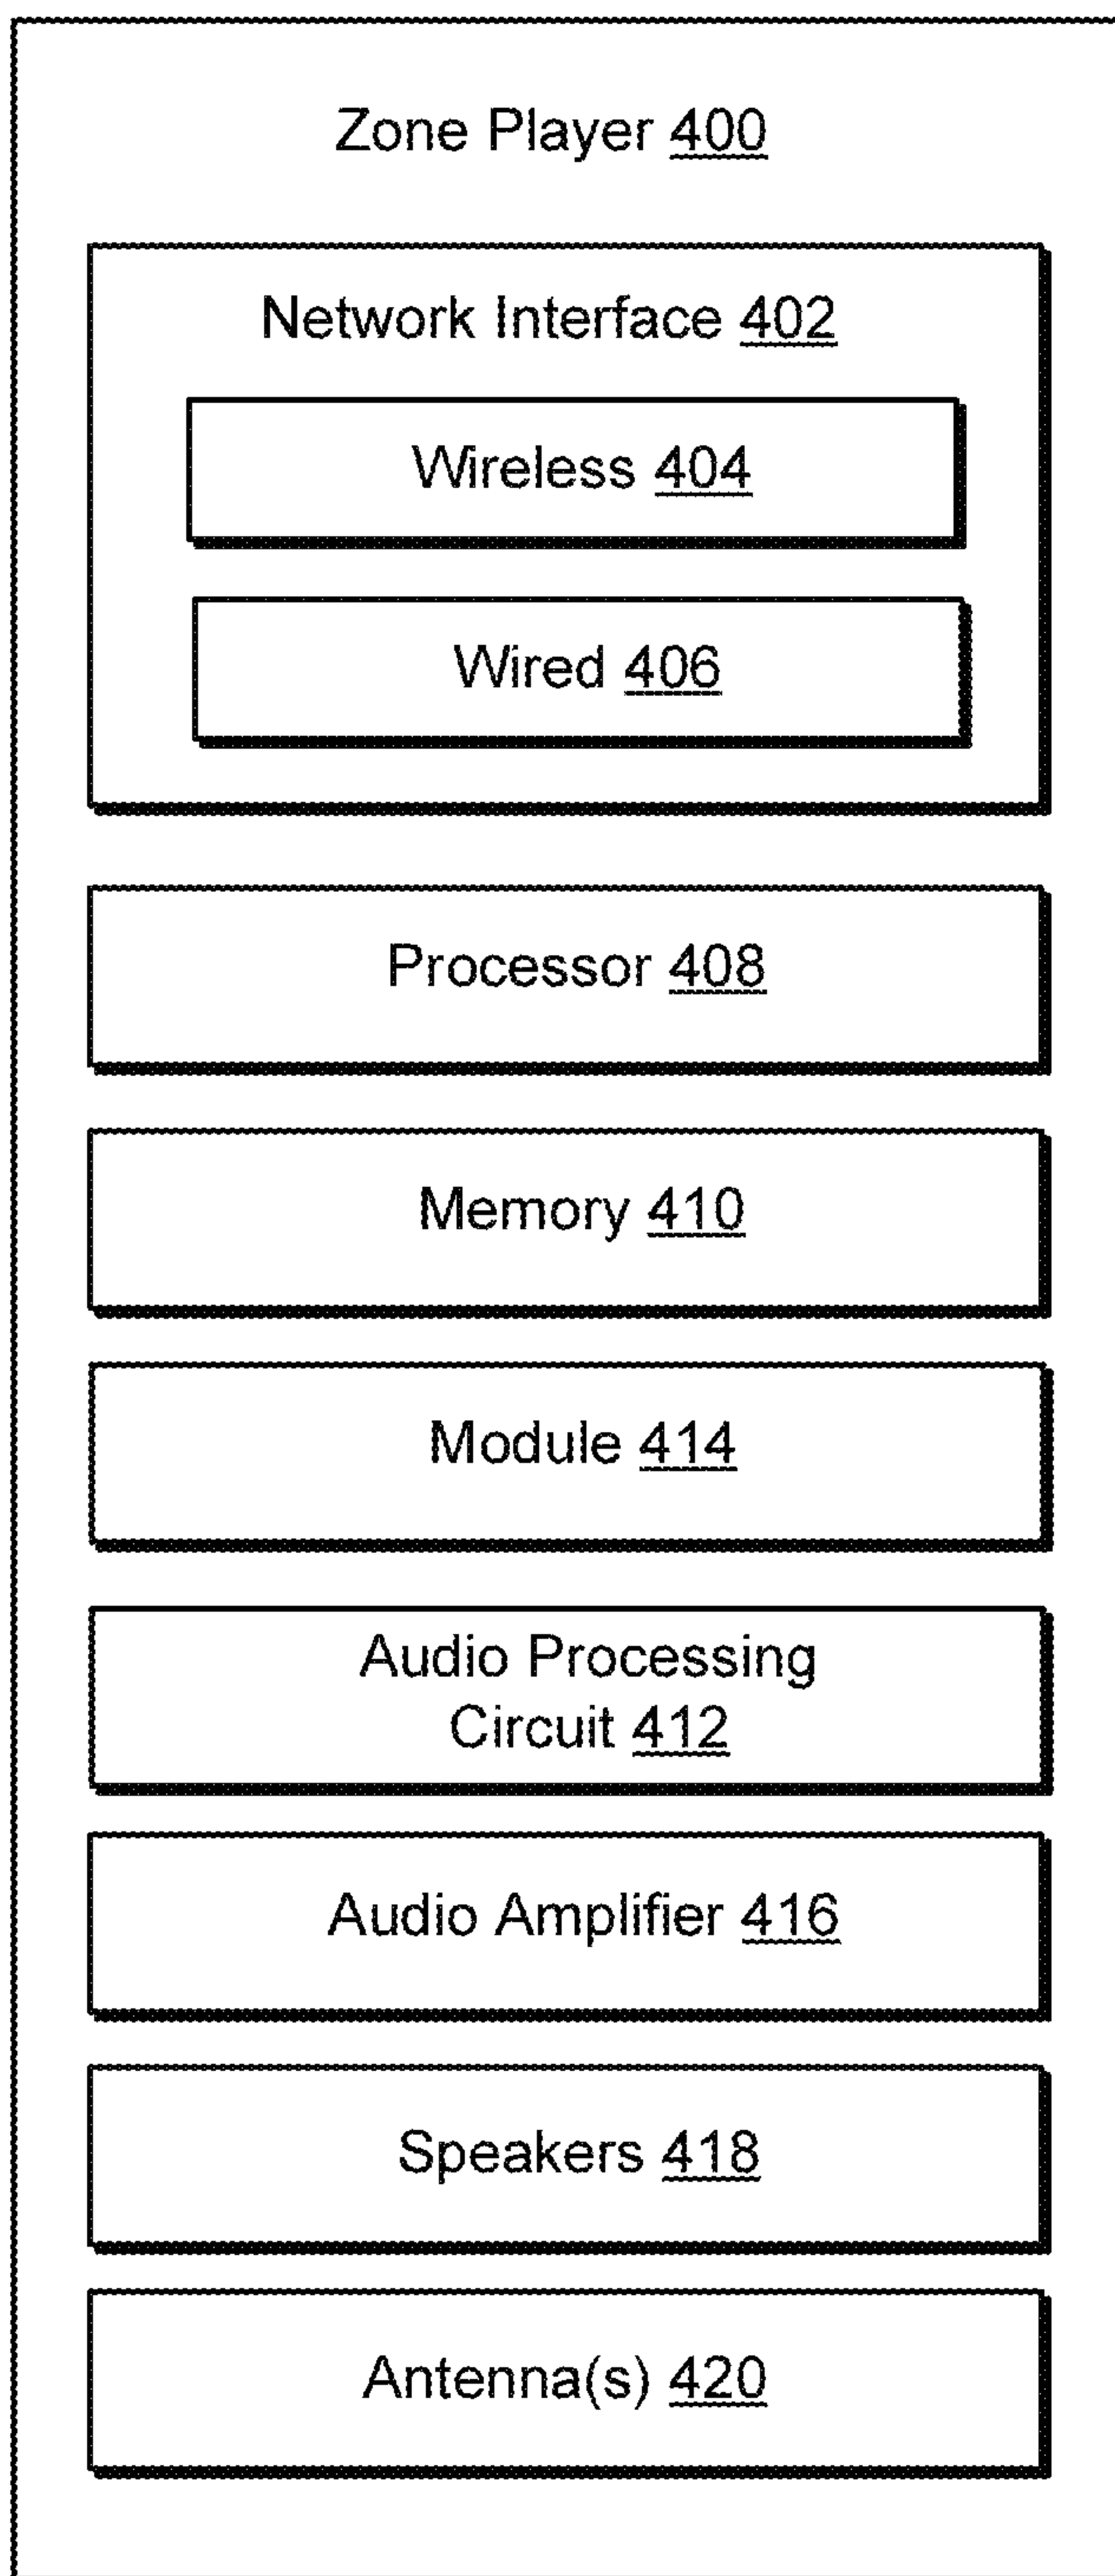 Zone Player 400
Network Interface 402
Wireless 404
Wired 406
Processor 408
Memory 410
Module 414
Audio Processing
Circuit 412
Audio Amplifier 416
Speakers 418
Antenna(s) 420